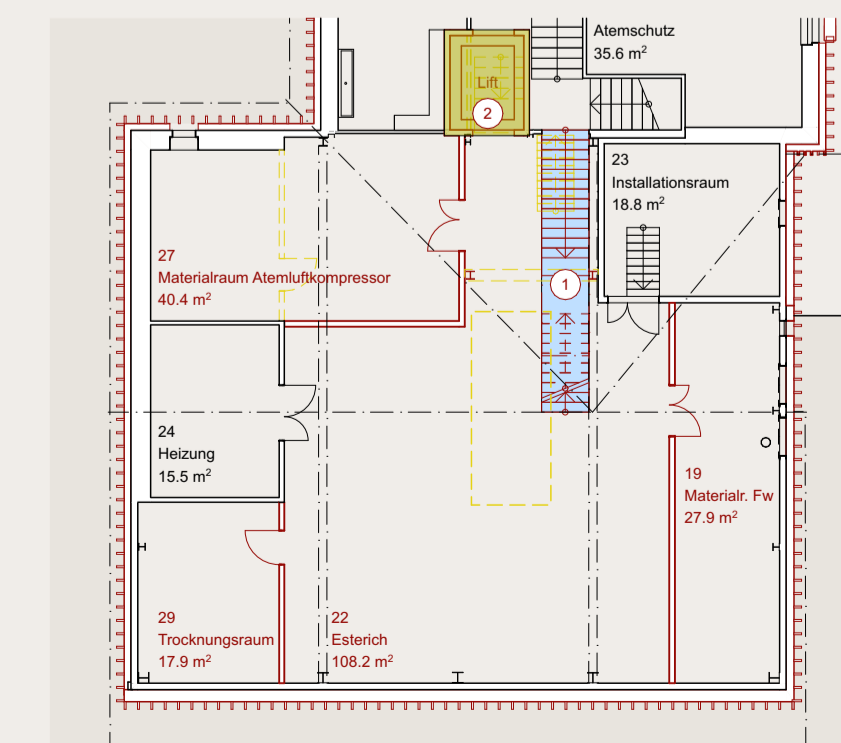 Atemschutz
35.6 m²
Lift
2
23
Installationsraum
18.8 m²
27
Materialraum Atemluftkompressor
40.4 m²
1
24
Heizung
15.5 m²
19
Materialr. Fw
27.9 m²
29
Trocknungsraum
17.9 m²
22
Esterich
108.2 m²